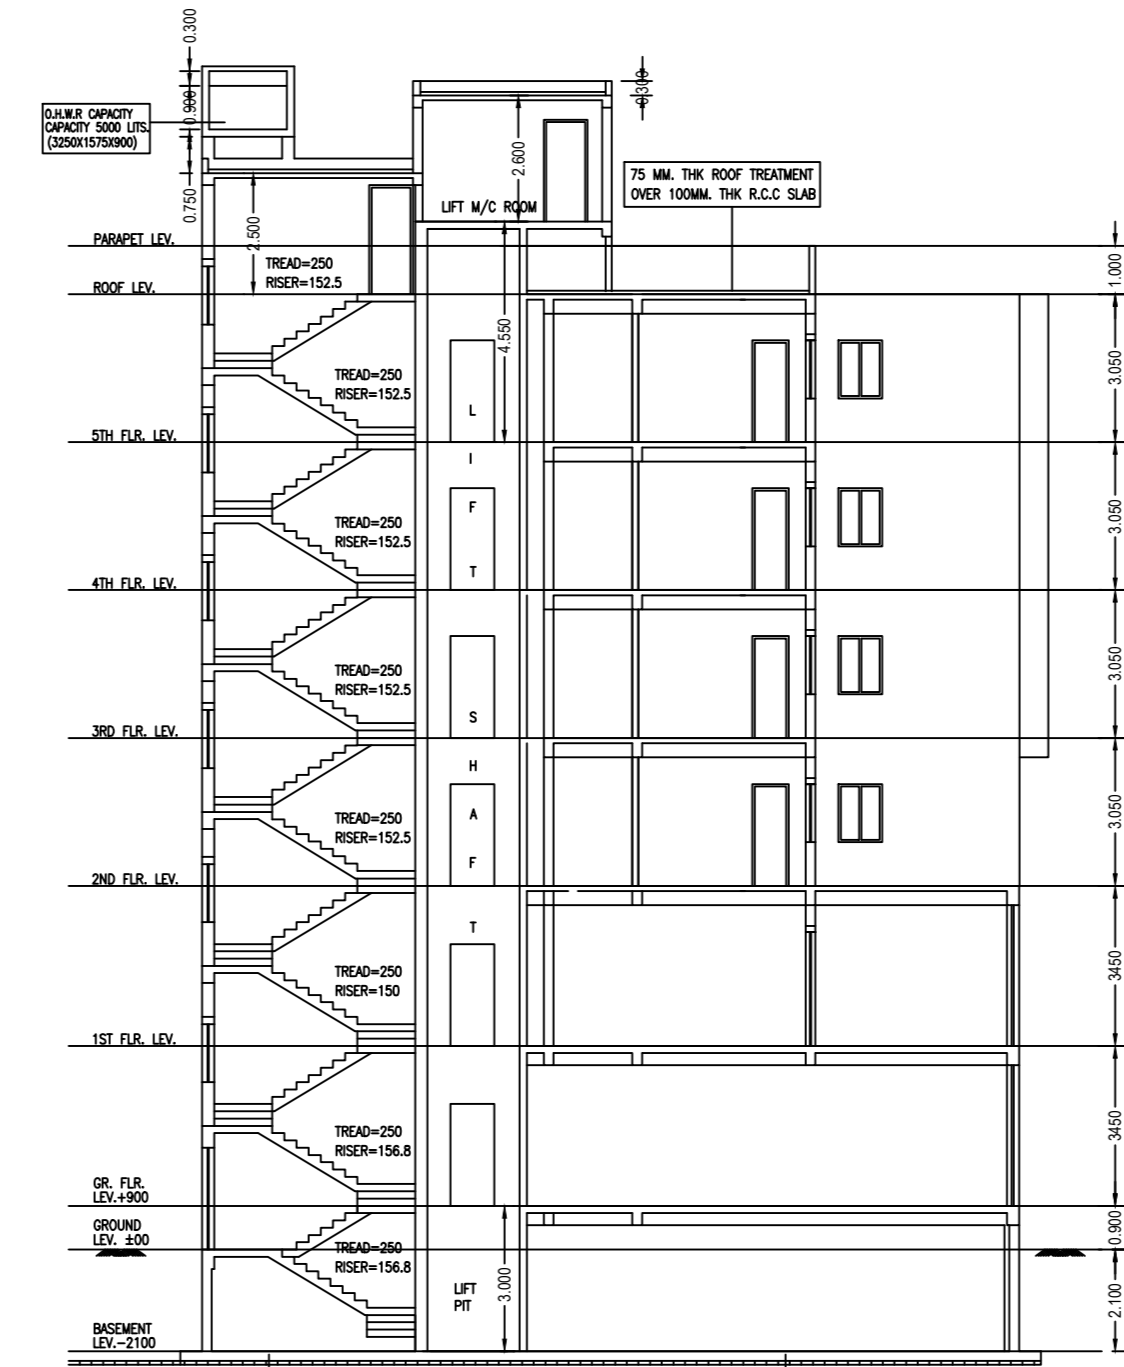 0.300
0.900
O.H.W.R CAPACITY
CAPACITY 5000 LITS.
(3250X1575X900)
0.750
0.300
2.600
75 MM. THK ROOF TREATMENT
OVER 100MM. THK R.C.C SLAB
LIFT M/C ROOM
2.500
PARAPET LEV.
TREAD=250
RISER=152.5
1.000
ROOF LEV.
4.550
TREAD=250
RISER=152.5
3.050
L
5TH FLR. LEV.
I
F
TREAD=250
RISER=152.5
3.050
T
4TH FLR. LEV.
TREAD=250
RISER=152.5
3.050
S
3RD FLR. LEV.
H
A
TREAD=250
RISER=152.5
3.050
F
2ND FLR. LEV.
T
TREAD=250
RISER=150
3450
1ST FLR. LEV.
TREAD=250
RISER=156.8
3450
GR. FLR.
LEV.+900
GROUND
LEV. ±00
0.900
TREAD=250
RISER=156.8
LIFT
PIT
3.000
2.100
BASEMENT
LEV.-2100